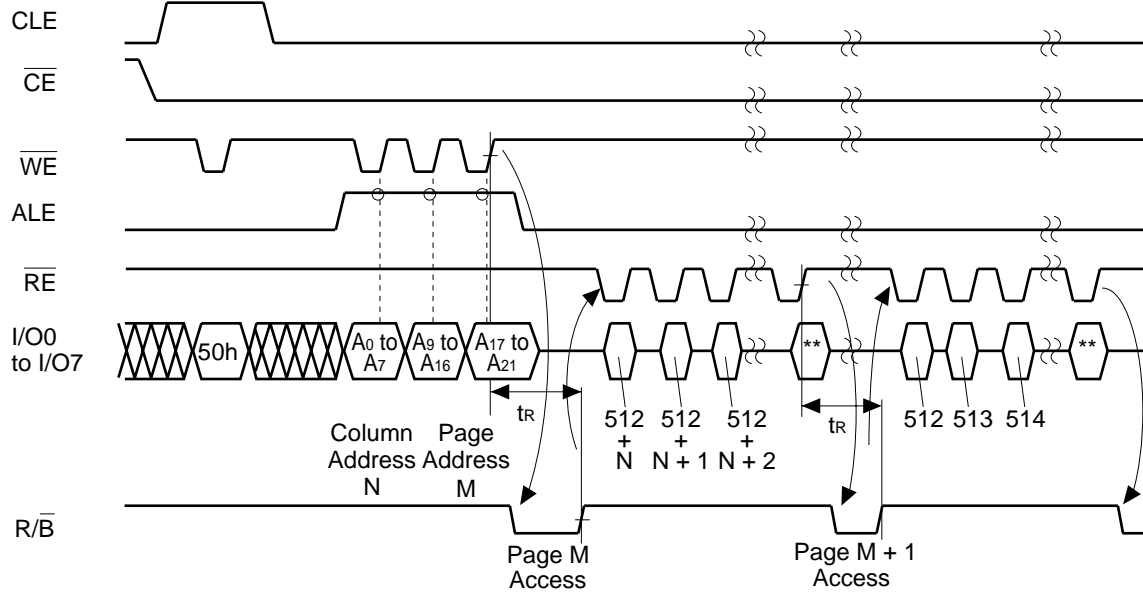 CLE
CE
WE
ALE
RE
I/O0
to I/O7
50h
A0 to
A7
A9 to
A16
A17 to
A21
**
**
tR
tR
512
+
N
512
+
N + 1
512
+
N + 2
512
513
514
Column
Address
N
Page
Address
M
R/B
Page M
Access
Page M + 1
Access